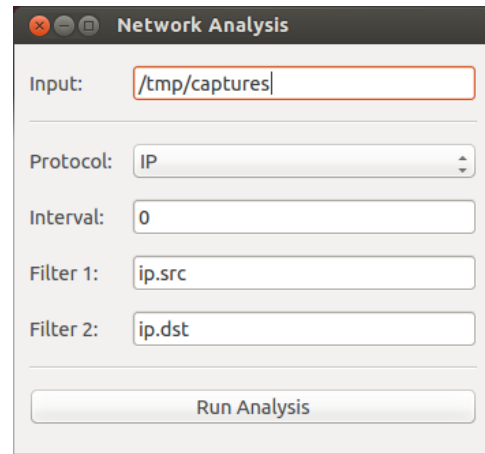 Network Analysis
Input: /tmp/captures
Protocol: IP
Interval: 0
Filter 1: ip.src
Filter 2: ip.dst
Run Analysis